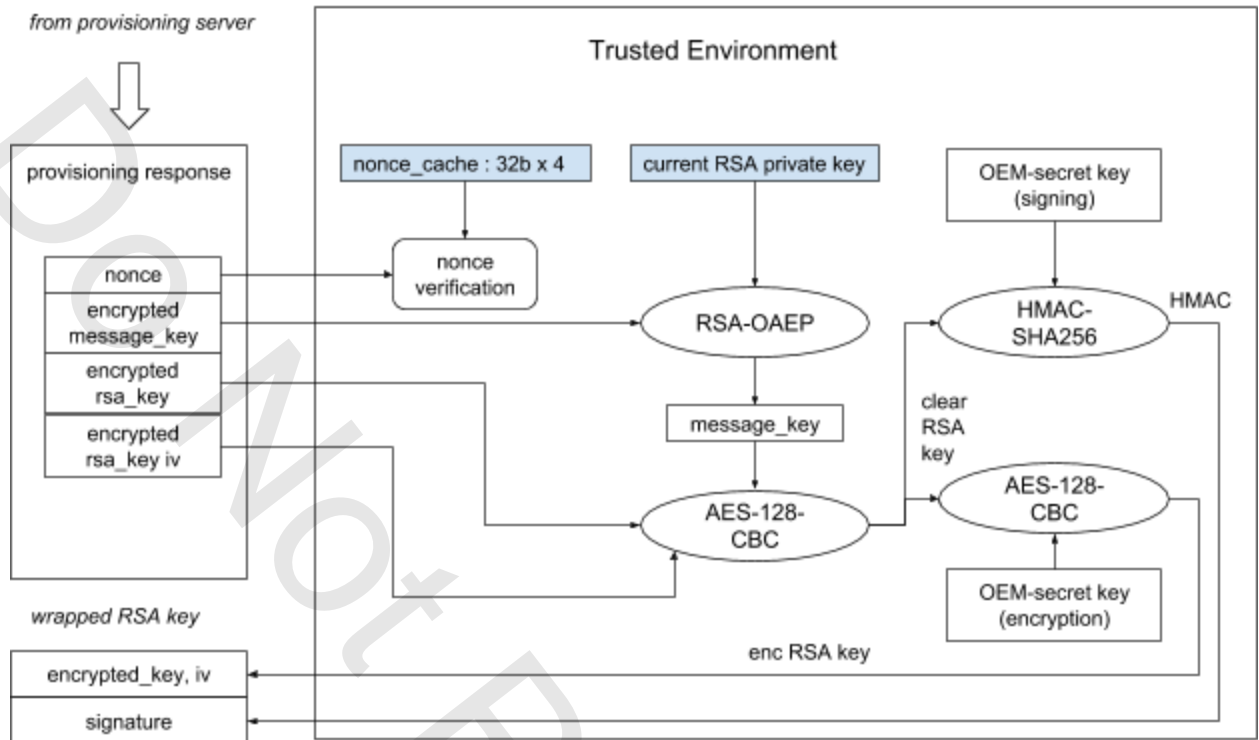 from provisioning server
Trusted Environment
provisioning response
nonce_cache : 32b x 4
current RSA private key
OEM-secret key
(signing)
nonce
nonce
verification
encrypted
message_key
RSA-OAEP
HMAC-
SHA256
HMAC
encrypted
rsa_key
message_key
clear
RSA
key
encrypted
rsa_key iv
AES-128-
CBC
AES-128-
CBC
OEM-secret key
(encryption)
wrapped RSA key
enc RSA key
encrypted_key, iv
signature
Do Not